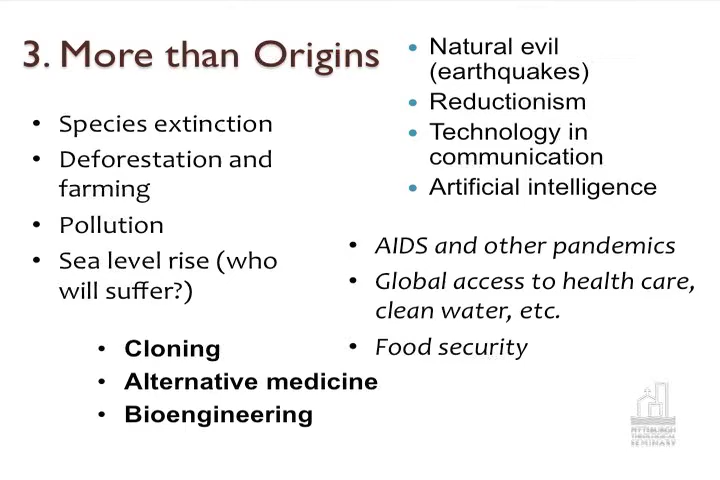 3. More than Origins
• Species extinction
• Deforestation and
farming
• Pollution
• Sea level rise (who
will suffer?)
• Cloning
• Alternative medicine
• Bioengineering
• Natural evil
(earthquakes)
• Reductionism
• Technology in
communication
• Artificial intelligence
• AIDS and other pandemics
• Global access to health care,
clean water, etc.
• Food security
PITTSBURGH
THEOLOGICAL
SEMINARY